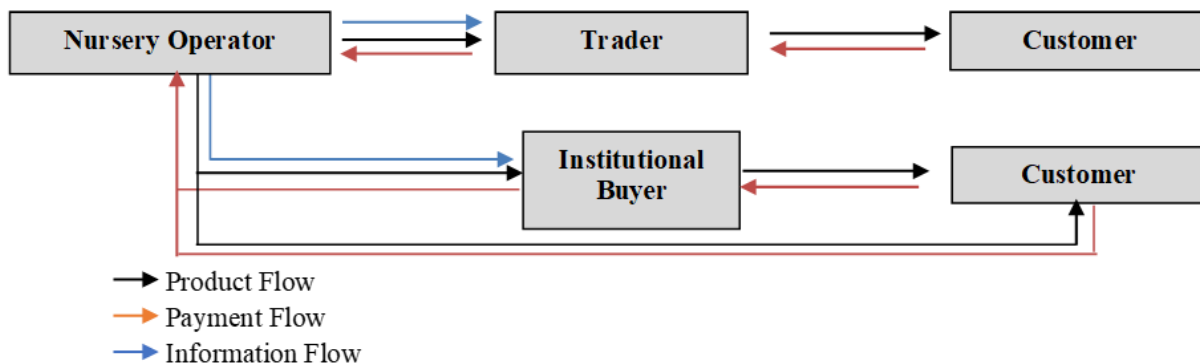 Nursery Operator
Trader
Customer
Institutional
Buyer
Customer
Product Flow
Payment Flow
Information Flow